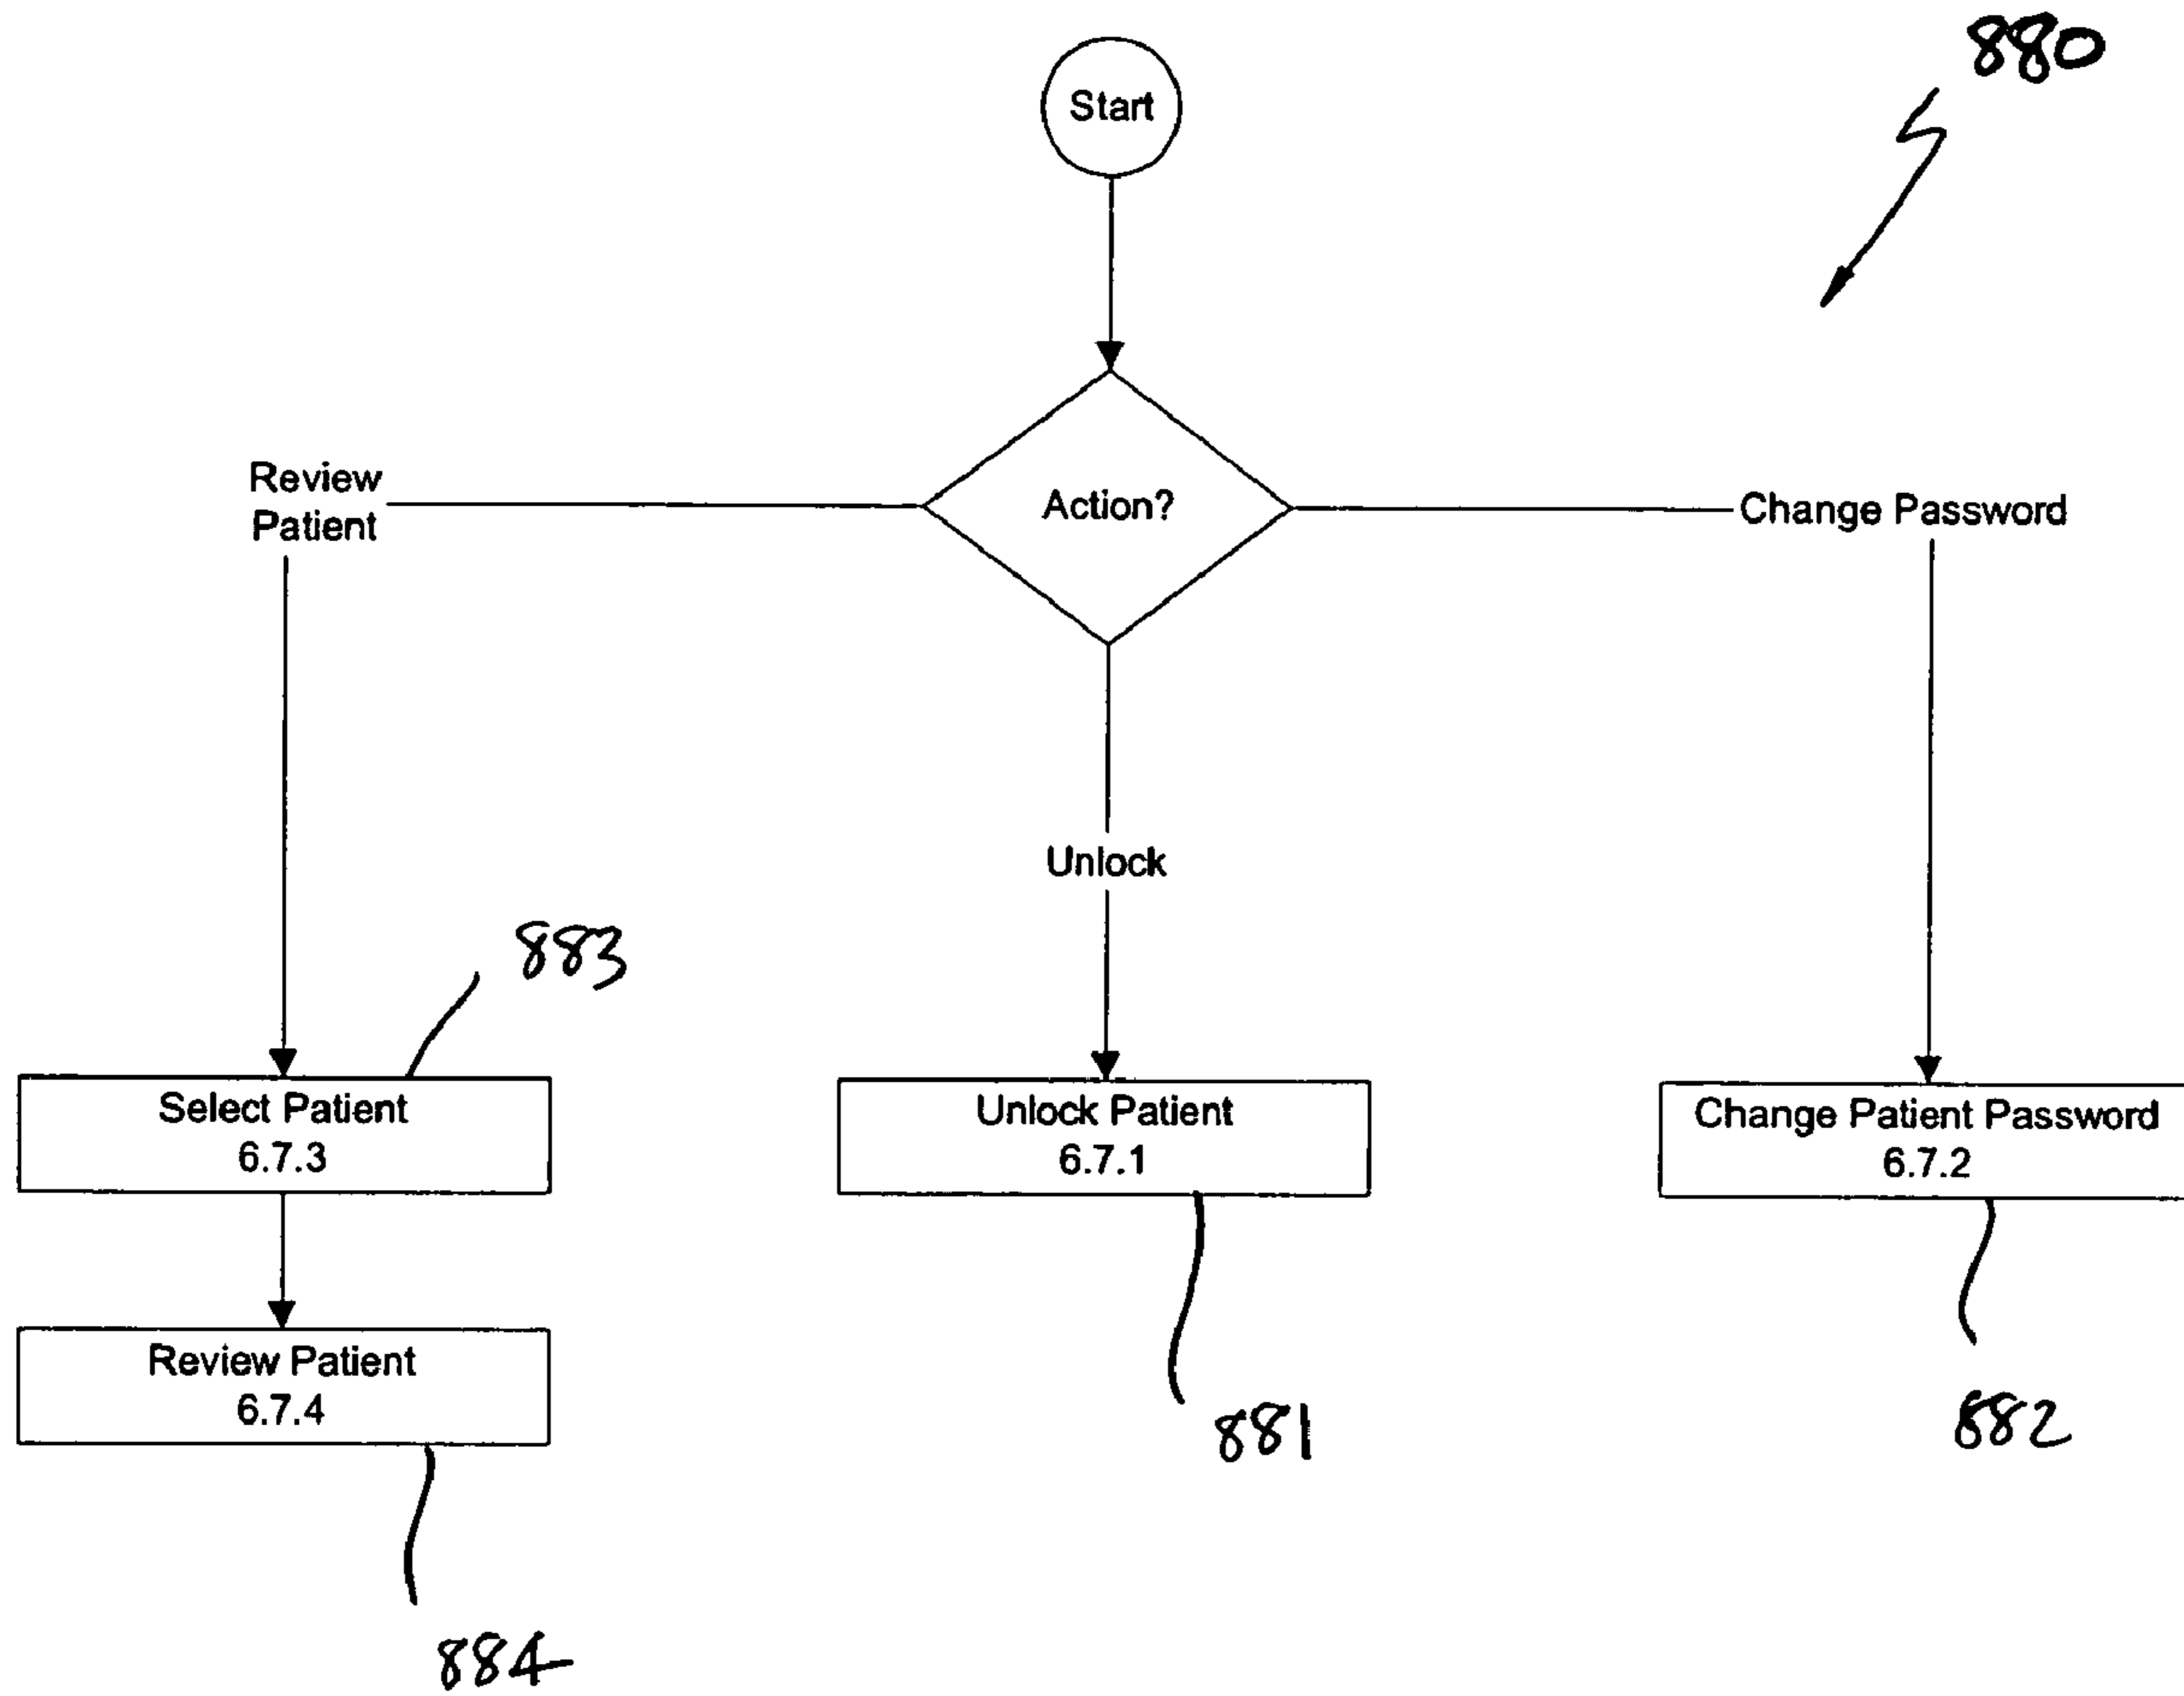 880
Start
Review
Patient
Action?
Change Password
Unlock
883
Select Patient
6.7.3
Unlock Patient
6.7.1
Change Patient Password
6.7.2
Review Patient
6.7.4
881
882
884